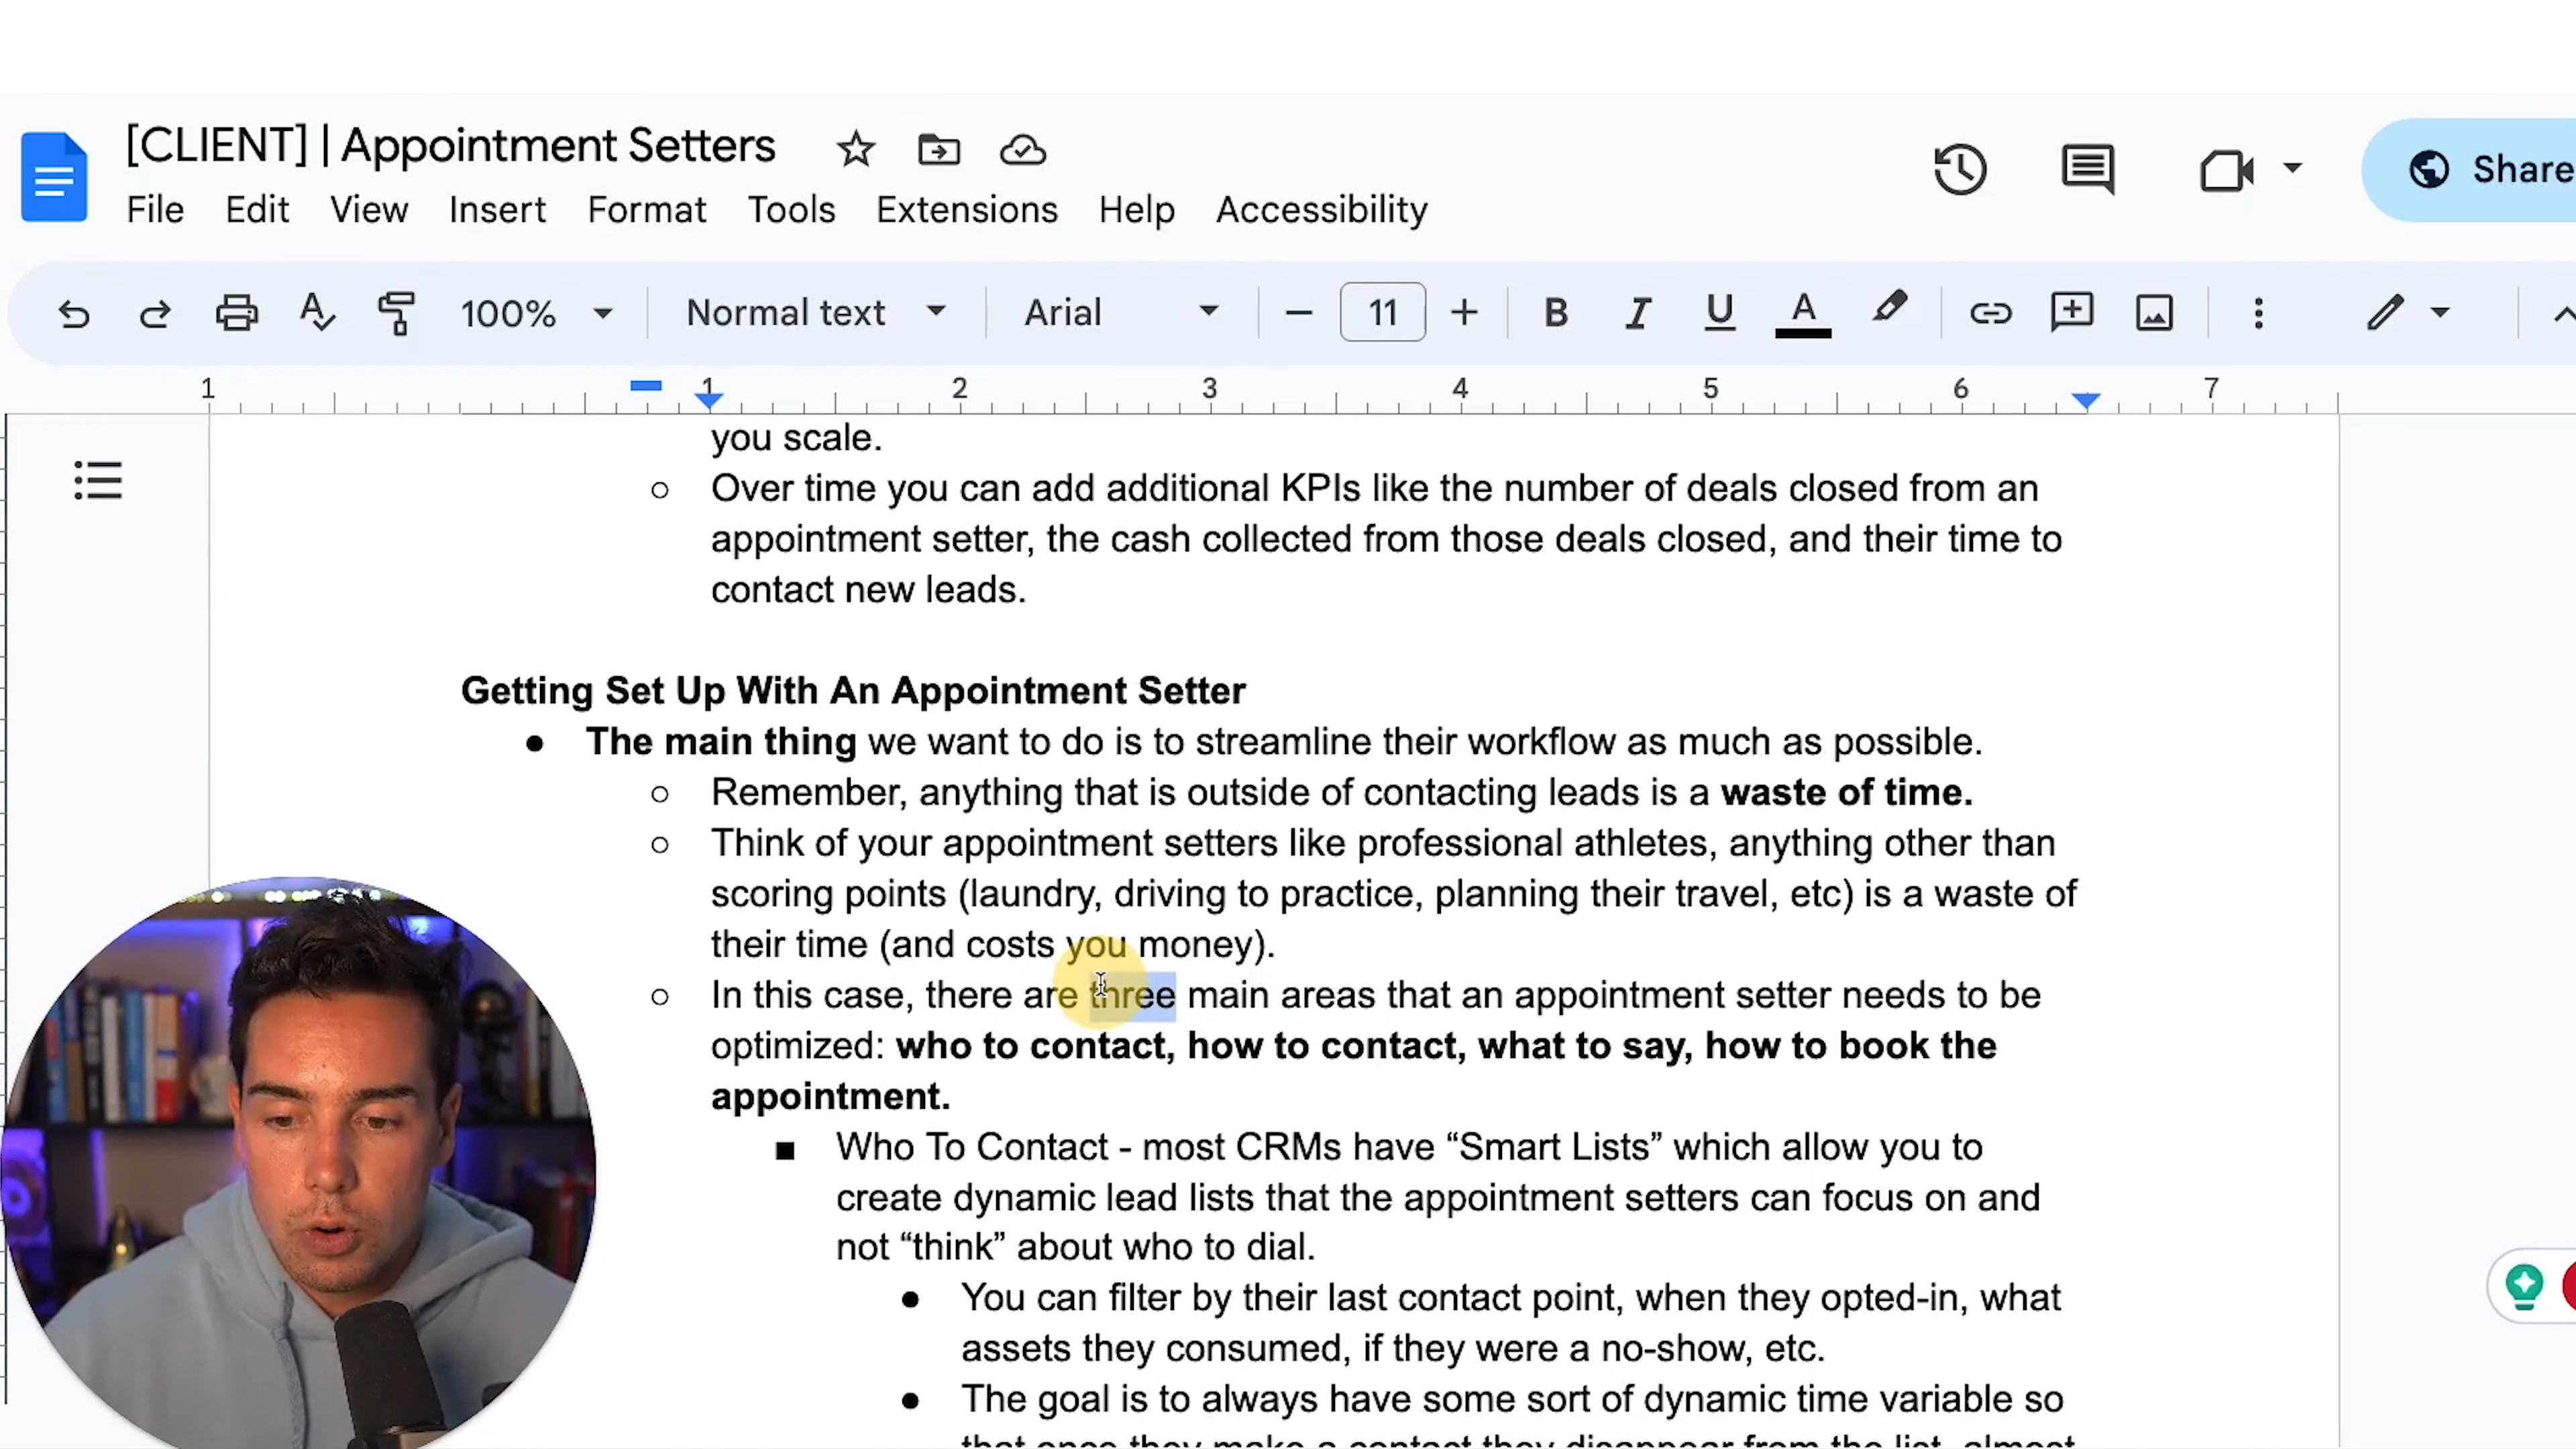 [CLIENT] | Appointment Setters
File Edit View Insert Format Tools Extensions Help Accessibility
Share
100% Normal text Arial 11 B I U A
1 1 2 3 4 5 6 7
you scale.
○ Over time you can add additional KPIs like the number of deals closed from an
appointment setter, the cash collected from those deals closed, and their time to
contact new leads.
Getting Set Up With An Appointment Setter
● The main thing we want to do is to streamline their workflow as much as possible.
○ Remember, anything that is outside of contacting leads is a waste of time.
○ Think of your appointment setters like professional athletes, anything other than
scoring points (laundry, driving to practice, planning their travel, etc) is a waste of
their time (and costs you money).
○ In this case, there are three main areas that an appointment setter needs to be
optimized: who to contact, how to contact, what to say, how to book the
appointment.
■ Who To Contact - most CRMs have “Smart Lists” which allow you to
create dynamic lead lists that the appointment setters can focus on and
not “think” about who to dial.
● You can filter by their last contact point, when they opted-in, what
assets they consumed, if they were a no-show, etc.
● The goal is to always have some sort of dynamic time variable so
that once they make a contact they disappear from the list, almost